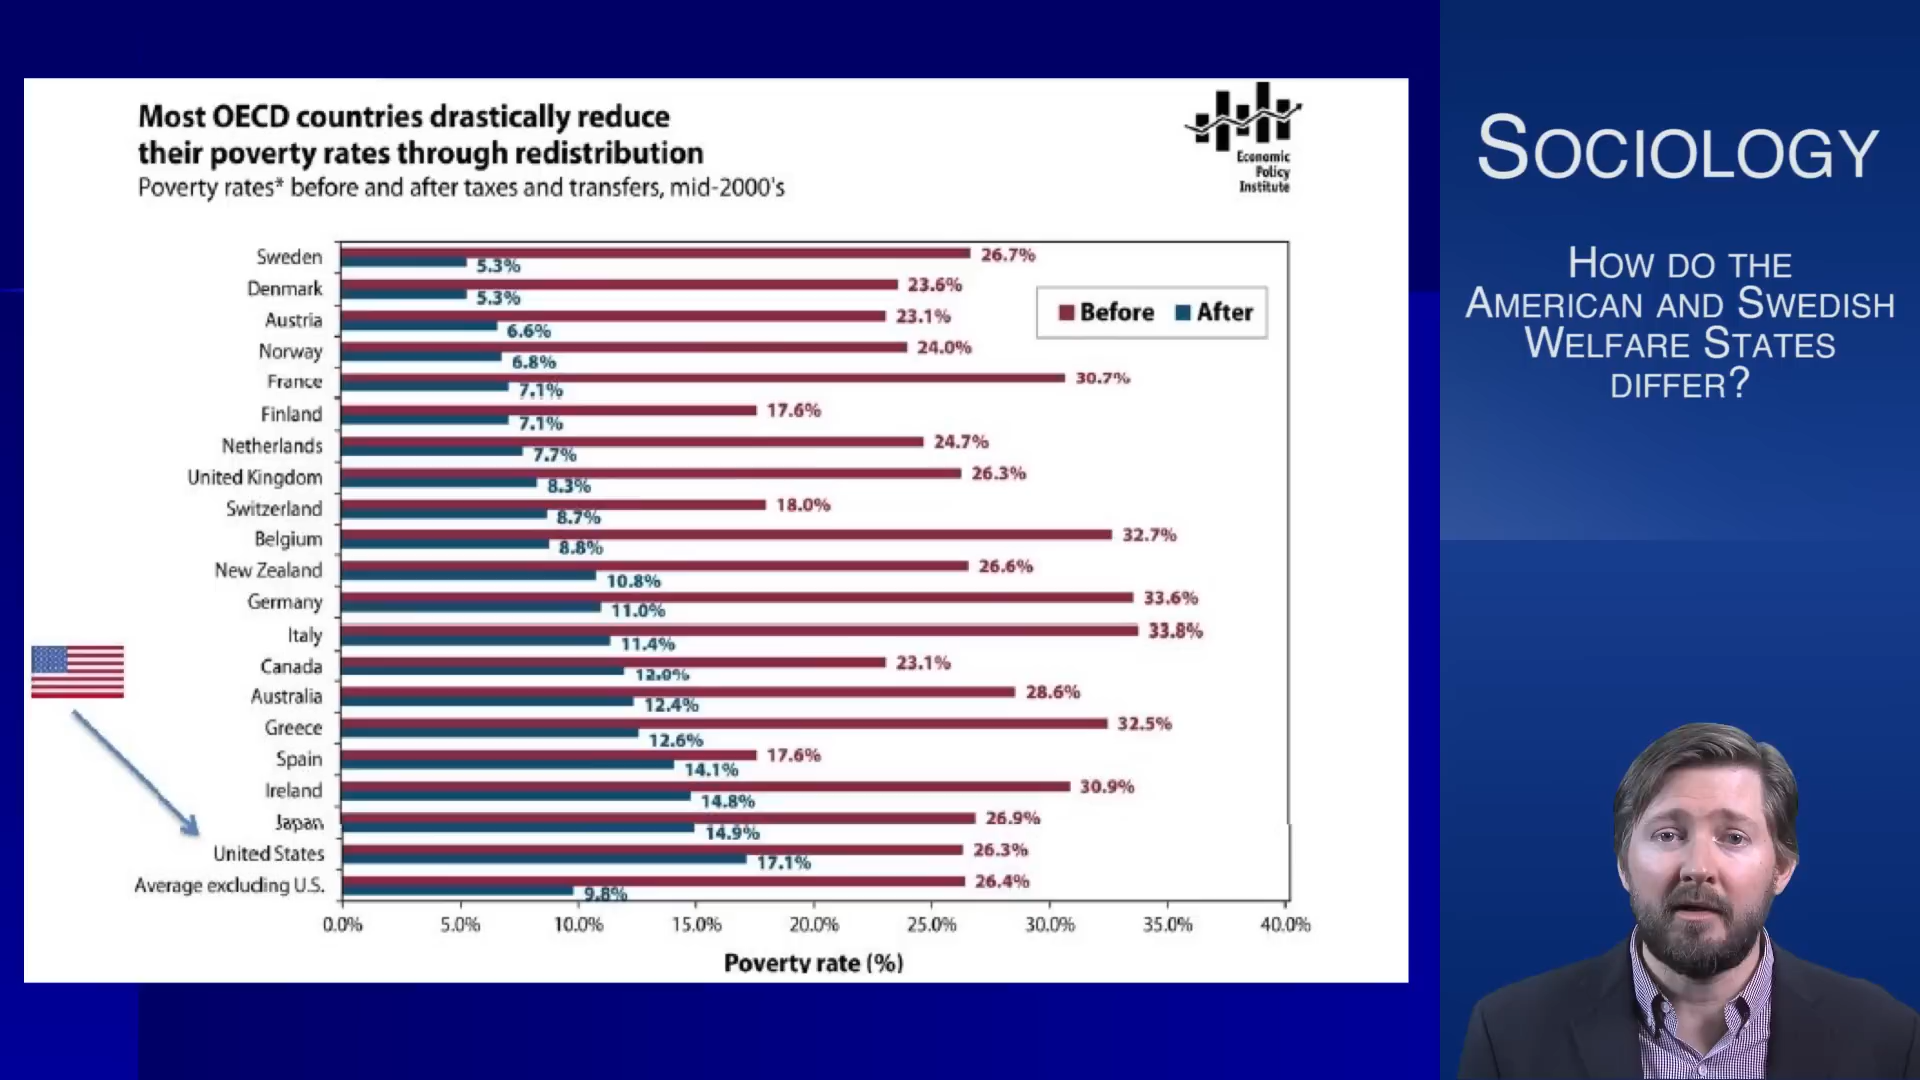 Most OECD countries drastically reduce
their poverty rates through redistribution
Poverty rates* before and after taxes and transfers, mid-2000's
Economic
Policy
Institute
Before After
Sweden 26.7% 5.3%
Denmark 23.6% 5.3%
Austria 23.1% 6.6%
Norway 24.0% 6.8%
France 30.7% 7.1%
Finland 17.6% 7.1%
Netherlands 24.7% 7.7%
United Kingdom 26.3% 8.3%
Switzerland 18.0% 8.7%
Belgium 32.7% 8.8%
New Zealand 26.6% 10.8%
Germany 33.6% 11.0%
Italy 33.8% 11.4%
Canada 23.1% 12.0%
Australia 28.6% 12.4%
Greece 32.5% 12.6%
Spain 17.6% 14.1%
Ireland 30.9% 14.8%
Japan 26.9% 14.9%
United States 26.3% 17.1%
Average excluding U.S. 26.4% 9.8%
0.0% 5.0% 10.0% 15.0% 20.0% 25.0% 30.0% 35.0% 40.0%
Poverty rate (%)
SOCIOLOGY
HOW DO THE
AMERICAN AND SWEDISH
WELFARE STATES
DIFFER?